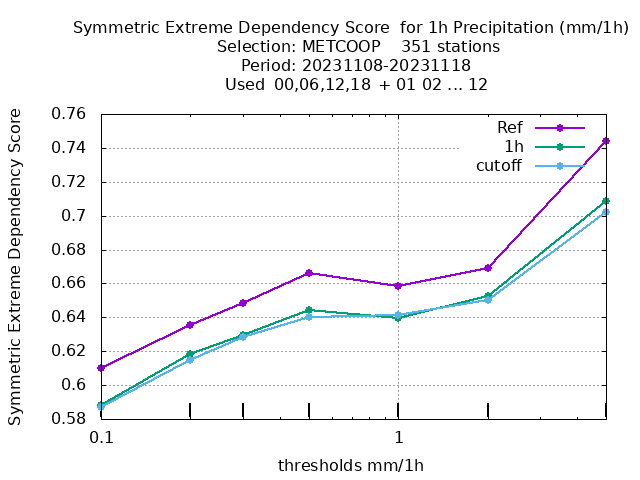 Symmetric Extreme Dependency Score for 1h Precipitation (mm/1h)
Selection: METCOOP 351 stations
Period: 20231108-20231118
Used 00,06,12,18 + 01 02 ... 12
Symmetric Extreme Dependency Score
0.76
0.74
0.72
0.7
0.68
0.66
0.64
0.62
0.6
0.58
Ref
1h
cutoff
0.1
1
thresholds mm/1h